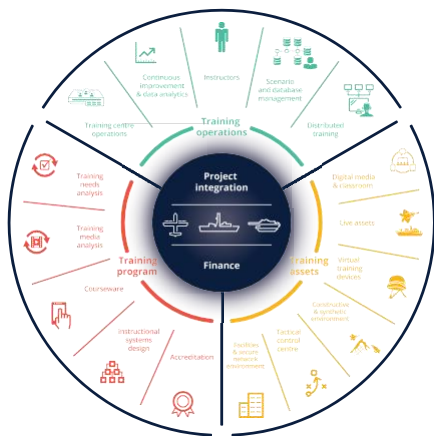 Continuous
improvement
& data analytics
Instructors
Scenario
and database
management
Training centre
operations
Training
operations
Distributed
training
Training
needs
analysis
Training
media
analysis
Courseware
Instructional
systems
design
Accreditation
Training
program
Project
integration
Finance
Training
assets
Digital media
& classroom
Live assets
Virtual
training
devices
Constructive
& synthetic
environment
Tactical
control
centre
Facilities
& secure
network
environment